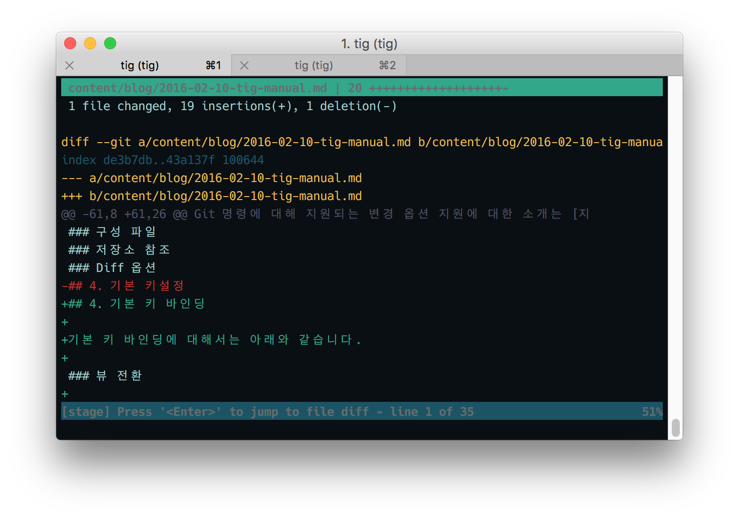 1. tig (tig)
tig (tig) ⌘1 tig (tig) ⌘2
content/blog/2016-02-10-tig-manual.md | 20 +++++++++++++++++++-
1 file changed, 19 insertions(+), 1 deletion(-)
diff --git a/content/blog/2016-02-10-tig-manual.md b/content/blog/2016-02-10-tig-manua
index de3b7db..43a137f 100644
--- a/content/blog/2016-02-10-tig-manual.md
+++ b/content/blog/2016-02-10-tig-manual.md
@@ -61,8 +61,26 @@ Git 명령에 대해 지원되는 변경 옵션 지원에 대한 소개는 [지
### 구성 파일
### 저장소 참조
### Diff 옵션
-## 4. 기본 키설정
+## 4. 기본 키 바인딩
+
+기본 키 바인딩에 대해서는 아래와 같습니다.
+
### 뷰 전환
+
[stage] Press '<Enter>' to jump to file diff - line 1 of 35 51%